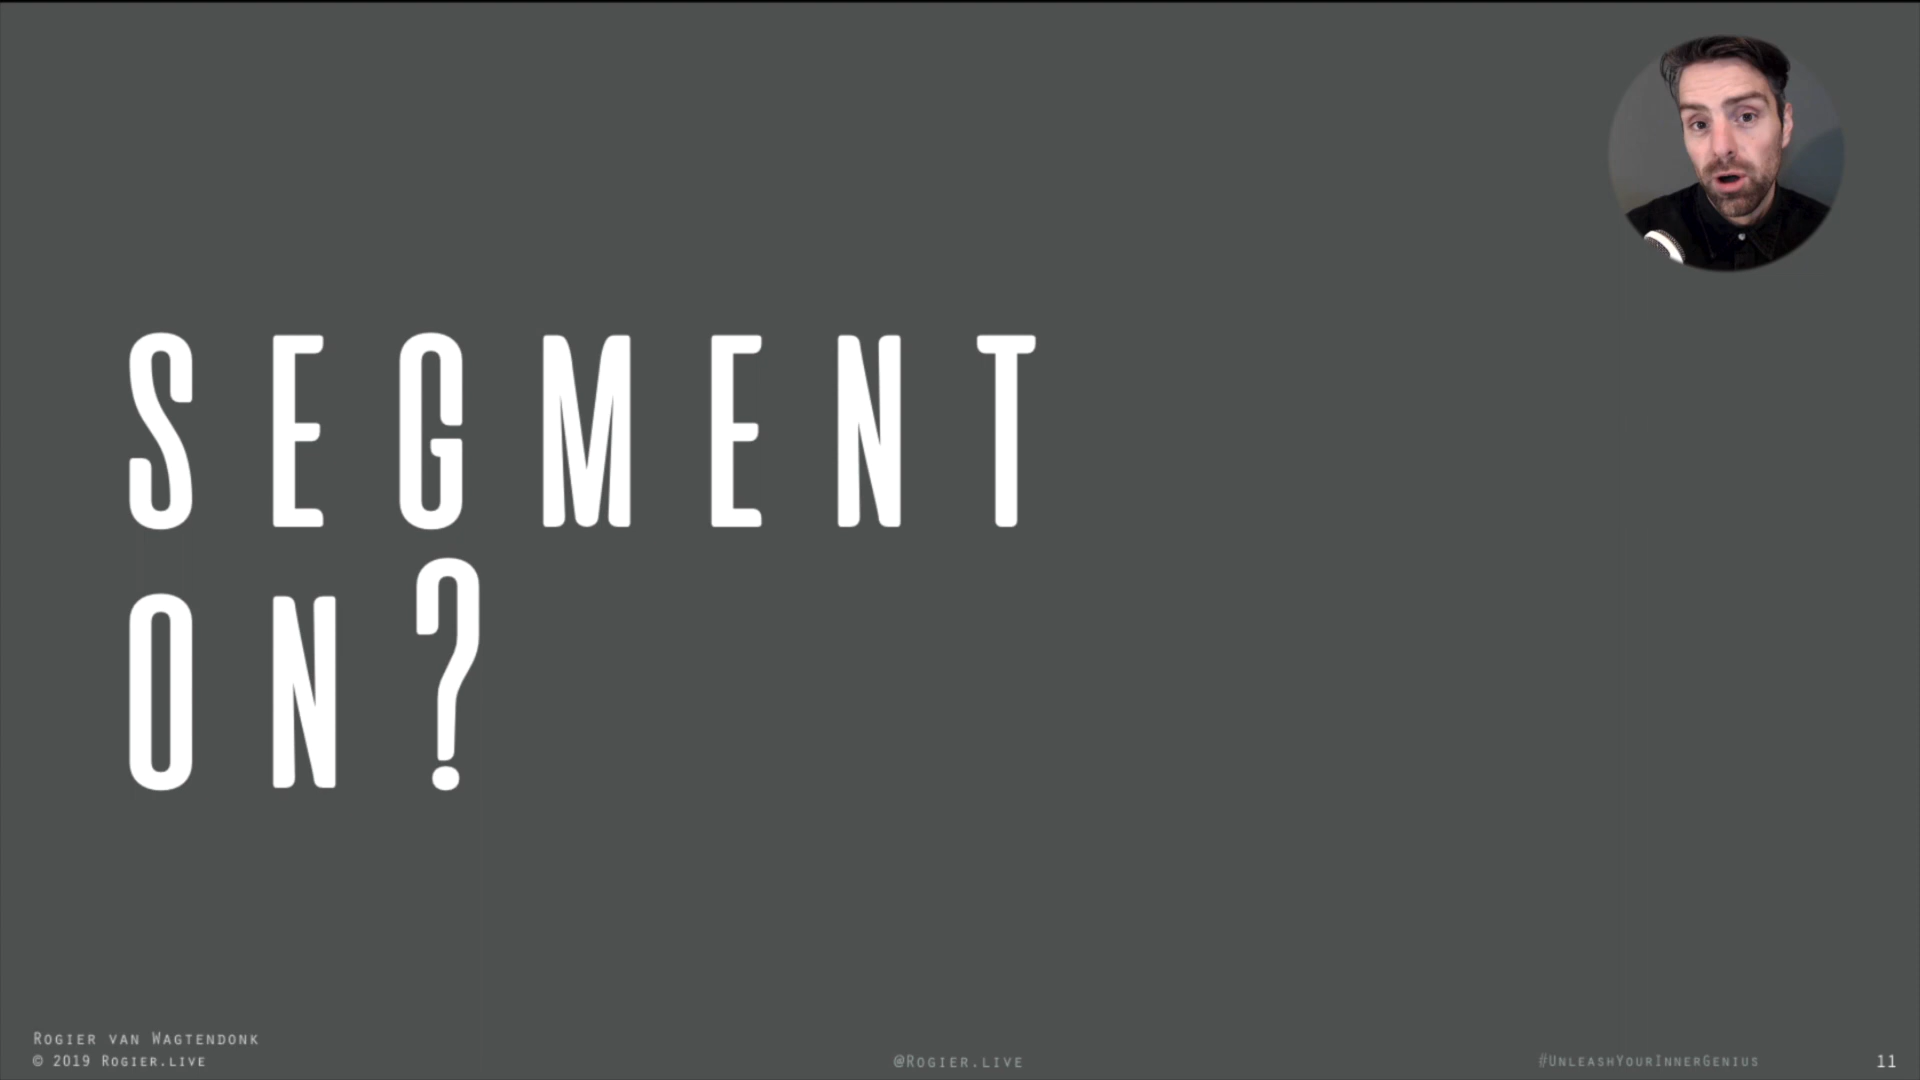 SEGMENT
ON?
ROGIER VAN WAGTENDONK
© 2019 ROGIER.LIVE
@ROGIER.LIVE
#UNLEASHYOURINNERGENIUS
11